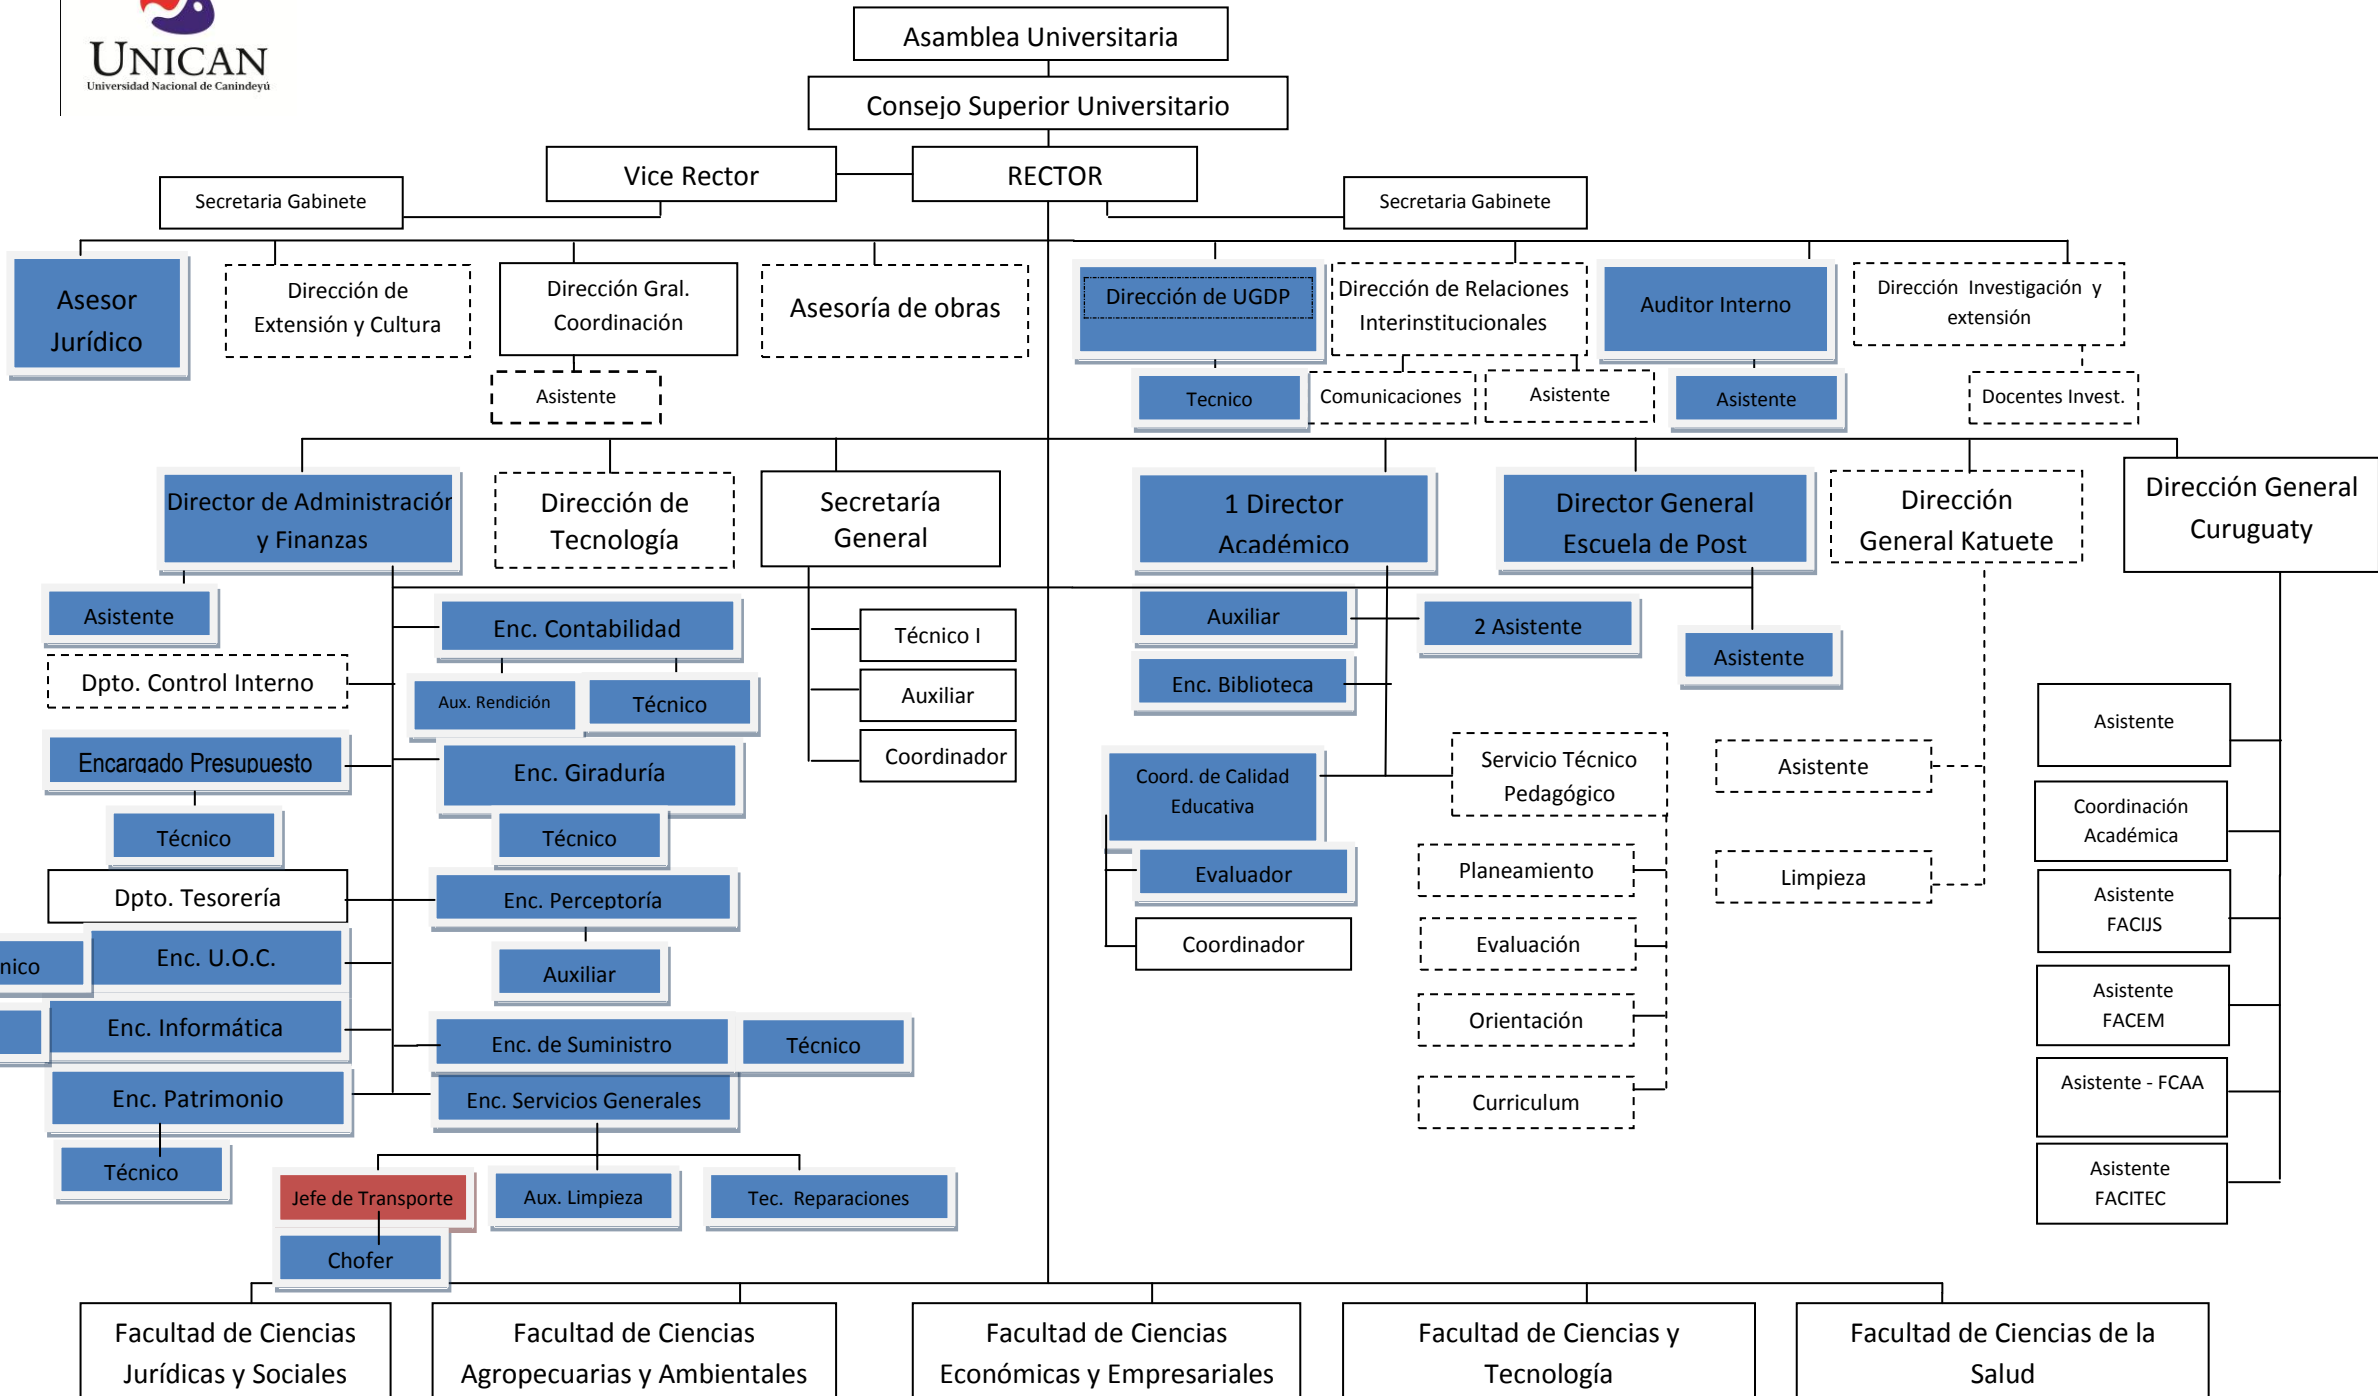 UNICAN
Universidad Nacional de Canindeyú
Asamblea Universitaria
Consejo Superior Universitario
Vice Rector
RECTOR
Secretaria Gabinete
Secretaria Gabinete
Asesor
Jurídico
Dirección de
Extensión y Cultura
Dirección Gral.
Coordinación
Asesoría de obras
Dirección de UGDP
Dirección de Relaciones
Interinstitucionales
Auditor Interno
Dirección Investigación y
extensión
Asistente
Tecnico
Comunicaciones
Asistente
Asistente
Docentes Invest.
Director de Administración
y Finanzas
Dirección de
Tecnología
Secretaría
General
1 Director
Académico
Director General
Escuela de Post
Dirección
General Katuete
Dirección General
Curuguaty
Asistente
Enc. Contabilidad
Dpto. Control Interno
Aux. Rendición
Técnico
Encargado Presupuesto
Enc. Giraduría
Técnico
Técnico
Dpto. Tesorería
Enc. Perceptoría
nico
Enc. U.O.C.
Auxiliar
Enc. Informática
Enc. de Suministro
Técnico
Enc. Patrimonio
Enc. Servicios Generales
Técnico
Jefe de Transporte
Aux. Limpieza
Tec. Reparaciones
Chofer
Técnico I
Auxiliar
Coordinador
Auxiliar
2 Asistente
Asistente
Enc. Biblioteca
Coord. de Calidad
Educativa
Evaluador
Coordinador
Servicio Técnico
Pedagógico
Planeamiento
Evaluación
Orientación
Curriculum
Asistente
Limpieza
Asistente
Coordinación
Académica
Asistente
FACIJS
Asistente
FACEM
Asistente - FCAA
Asistente
FACITEC
Facultad de Ciencias
Jurídicas y Sociales
Facultad de Ciencias
Agropecuarias y Ambientales
Facultad de Ciencias
Económicas y Empresariales
Facultad de Ciencias y
Tecnología
Facultad de Ciencias de la
Salud